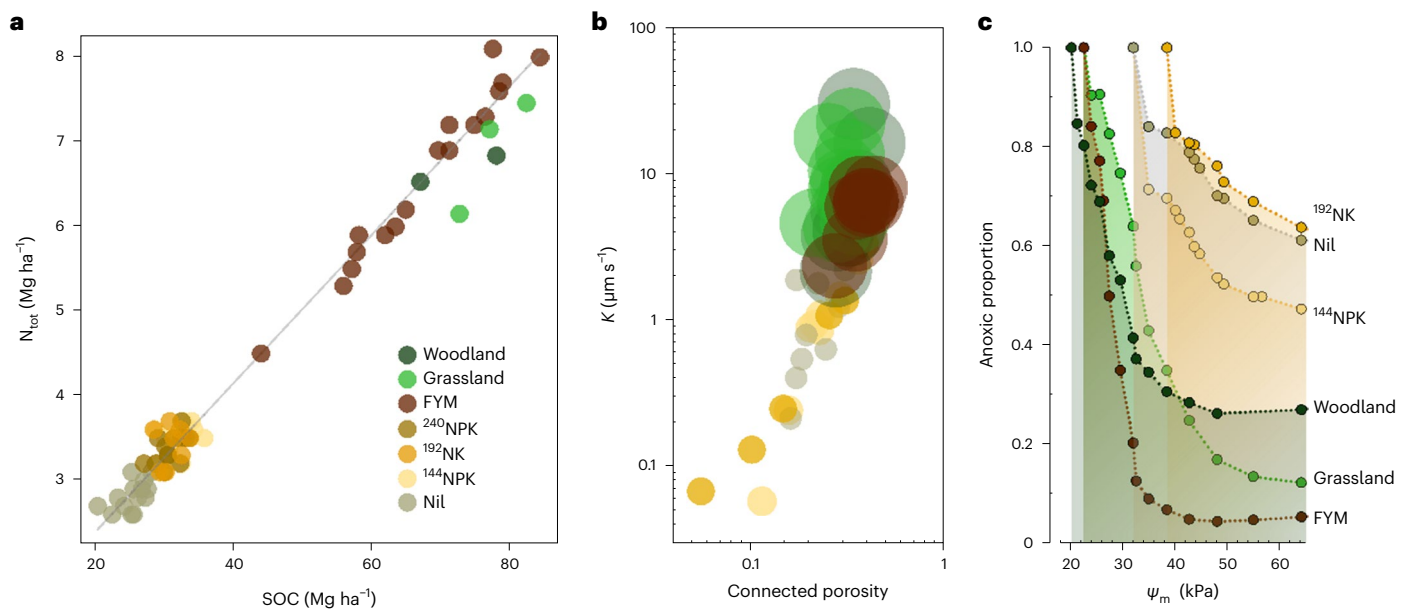 a
N_tot (Mg ha⁻¹)
8
7
6
5
4
3
20 40 60 80
SOC (Mg ha⁻¹)
Woodland
Grassland
FYM
²⁴⁰NPK
¹⁹²NK
¹⁴⁴NPK
Nil
b
K (μm s⁻¹)
100
10
1
0.1
0.1 1
Connected porosity
c
Anoxic proportion
1.0
0.8
0.6
0.4
0.2
0
20 30 40 50 60
ψ_m (kPa)
¹⁹²NK
Nil
¹⁴⁴NPK
Woodland
Grassland
FYM